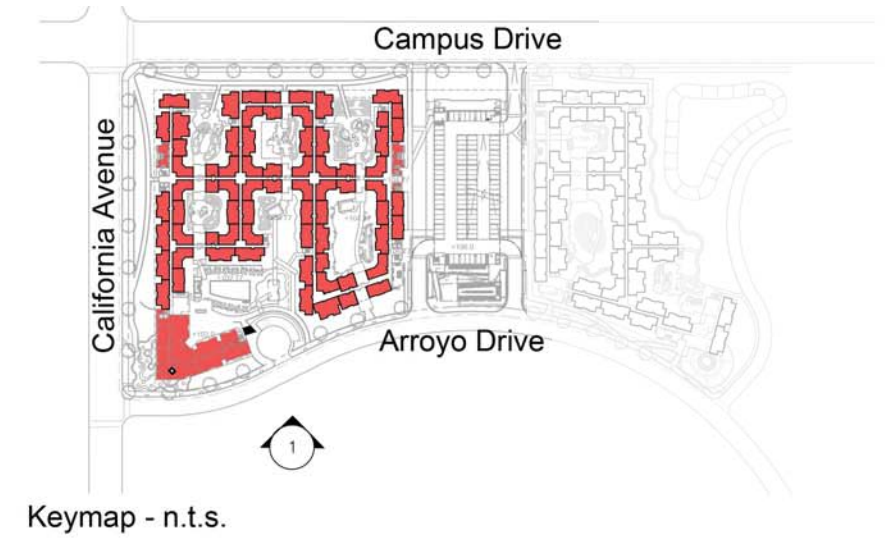 Campus Drive
California Avenue
Arroyo Drive
1
Keymap - n.t.s.